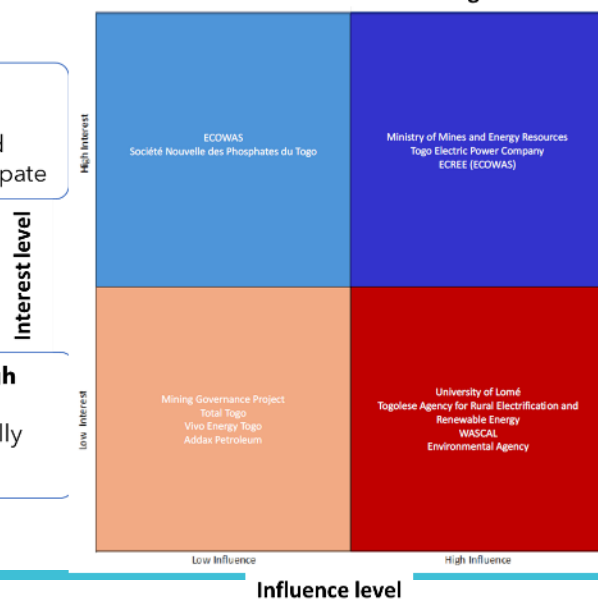 High Interest
ECOWAS
Société Nouvelle des Phosphates du Togo
Ministry of Mines and Energy Resources
Togo Electric Power Company
ECREE (ECOWAS)
pate
Interest level
Low Interest
Mining Governance Project
Total Togo
Vivo Energy Togo
Addax Petroleum
University of Lomé
Togolese Agency for Rural Electrification and
Renewable Energy
WASCAL
Environmental Agency
Low Influence
High Influence
Influence level